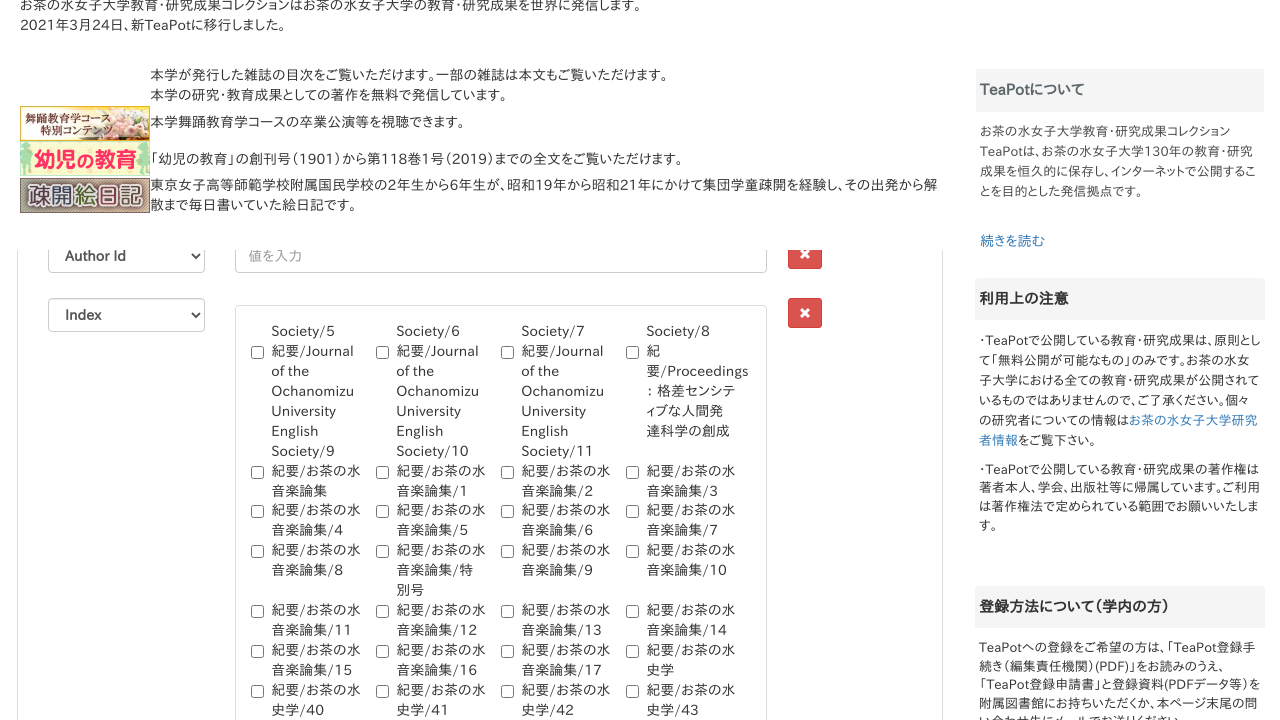 お茶の水女子大学教育・研究成果コレクションはお茶の水女子大学の教育・研究成果を世界に発信します。
2021年3月24日、新TeaPotに移行しました。
本学が発行した雑誌の目次をご覧いただけます。一部の雑誌は本文もご覧いただけます。
本学の研究・教育成果としての著作を無料で発信しています。
舞踊教育学コース
特別コンテンツ
本学舞踊教育学コースの卒業公演等を視聴できます。
幼児の教育
「幼児の教育」の創刊号（1901）から第118巻1号（2019）までの全文をご覧いただけます。
疎開絵日記
東京女子高等師範学校附属国民学校の2年生から6年生が、昭和19年から昭和21年にかけて集団学童疎開を経験し、その出発から解
散まで毎日書いていた絵日記です。
Author Id
値を入力
Index
Society/5
Society/6
Society/7
Society/8
紀要/Journal
of the
Ochanomizu
University
English
Society/9
紀要/Journal
of the
Ochanomizu
University
English
Society/10
紀要/Journal
of the
Ochanomizu
University
English
Society/11
紀
要/Proceedings
: 格差センシテ
ィブな人間発
達科学の創成
紀要/お茶の水
音楽論集
紀要/お茶の水
音楽論集/1
紀要/お茶の水
音楽論集/2
紀要/お茶の水
音楽論集/3
紀要/お茶の水
音楽論集/4
紀要/お茶の水
音楽論集/5
紀要/お茶の水
音楽論集/6
紀要/お茶の水
音楽論集/7
紀要/お茶の水
音楽論集/8
紀要/お茶の水
音楽論集/特
別号
紀要/お茶の水
音楽論集/9
紀要/お茶の水
音楽論集/10
紀要/お茶の水
音楽論集/11
紀要/お茶の水
音楽論集/12
紀要/お茶の水
音楽論集/13
紀要/お茶の水
音楽論集/14
紀要/お茶の水
音楽論集/15
紀要/お茶の水
音楽論集/16
紀要/お茶の水
音楽論集/17
紀要/お茶の水
史学
紀要/お茶の水
史学/40
紀要/お茶の水
史学/41
紀要/お茶の水
史学/42
紀要/お茶の水
史学/43
TeaPotについて
お茶の水女子大学教育・研究成果コレクション
TeaPotは、お茶の水女子大学130年の教育・研究
成果を恒久的に保存し、インターネットで公開するこ
とを目的とした発信拠点です。
続きを読む
利用上の注意
・TeaPotで公開している教育・研究成果は、原則とし
て「無料公開が可能なもの」のみです。お茶の水女
子大学における全ての教育・研究成果が公開されて
いるものではありませんので、ご了承ください。個々
の研究者についての情報はお茶の水女子大学研究
者情報をご覧下さい。
・TeaPotで公開している教育・研究成果の著作権は
著者本人、学会、出版社等に帰属しています。ご利用
は著作権法で定められている範囲でお願いいたしま
す。
登録方法について（学内の方）
TeaPotへの登録をご希望の方は、「TeaPot登録手
続き（編集責任機関）(PDF)」をお読みのうえ、
「TeaPot登録申請書」と登録資料(PDFデータ等）を
附属図書館にお持ちいただくか、本ページ末尾の問
い合わせ先にメールでお送りください。